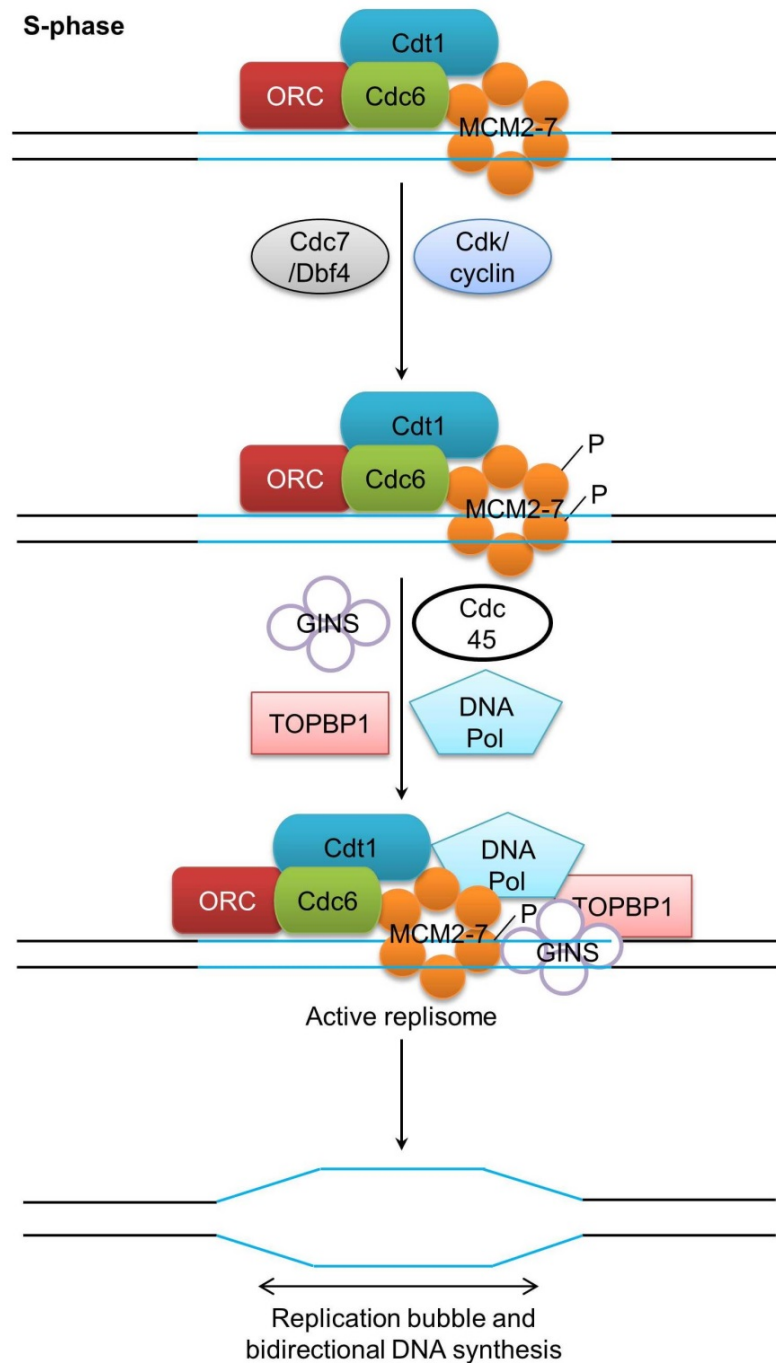 S-phase
Cdt1
ORC
Cdc6
MCM2-7
Cdc7
/Dbf4
Cdk/
cyclin
Cdt1
ORC
Cdc6
MCM2-7
P
P
GINS
Cdc
45
TOPBP1
DNA
Pol
Cdt1
DNA
Pol
ORC
Cdc6
MCM2-7
P
TOPBP1
GINS
Active replisome
Replication bubble and
bidirectional DNA synthesis